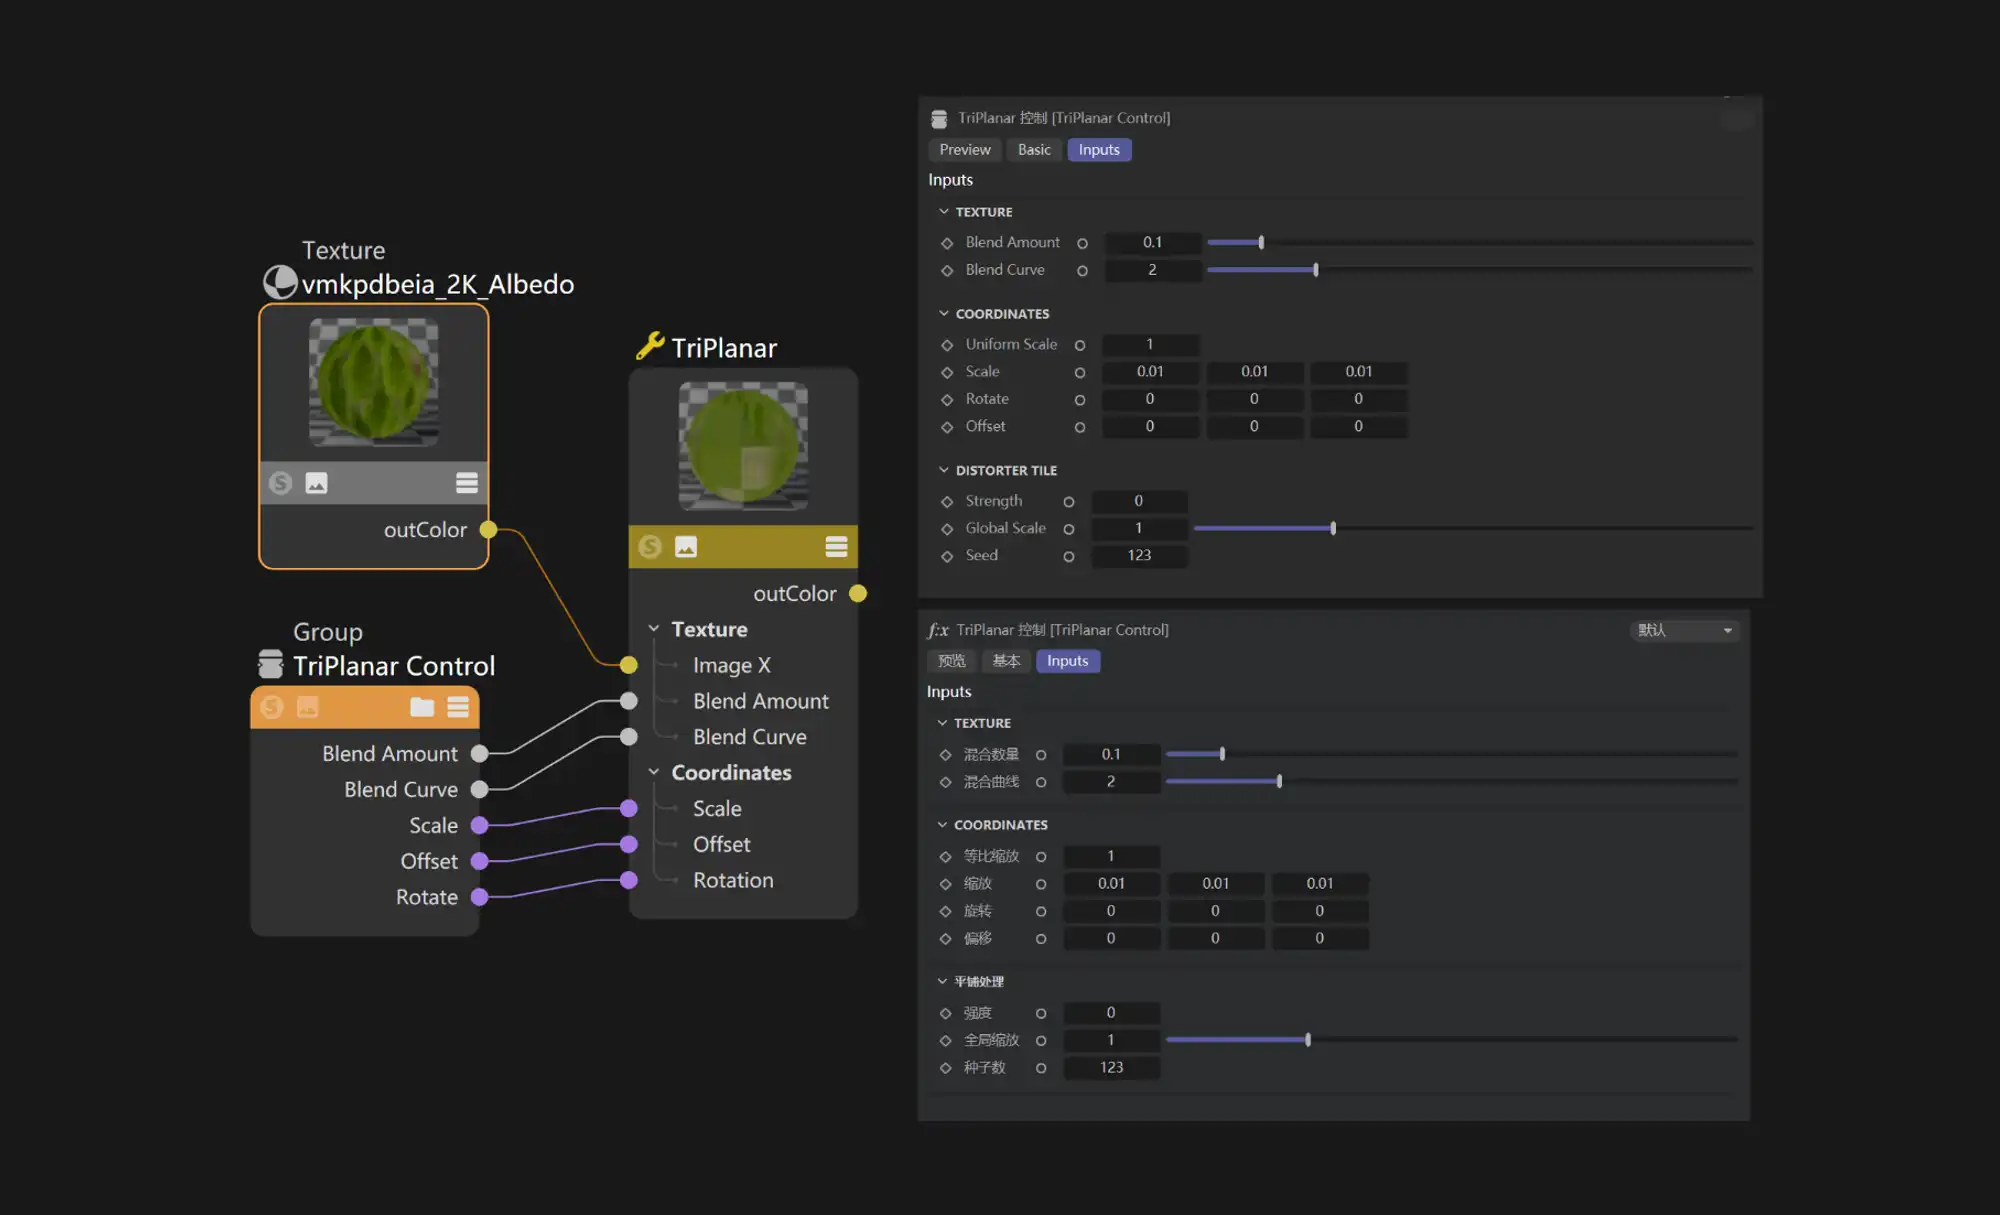 Texture
vmkpdbeia_2K_Albedo
outColor
Group
TriPlanar Control
Blend Amount
Blend Curve
Scale
Offset
Rotate
TriPlanar
outColor
Texture
Image X
Blend Amount
Blend Curve
Coordinates
Scale
Offset
Rotation
TriPlanar 控制 [TriPlanar Control]
Preview Basic Inputs
Inputs
TEXTURE
Blend Amount 0.1
Blend Curve 2
COORDINATES
Uniform Scale 1
Scale 0.01 0.01 0.01
Rotate 0 0 0
Offset 0 0 0
DISTORTER TILE
Strength 0
Global Scale 1
Seed 123
f:x TriPlanar 控制 [TriPlanar Control] 默认
预览 基本 Inputs
Inputs
TEXTURE
混合数量 0.1
混合曲线 2
COORDINATES
等比缩放 1
缩放 0.01 0.01 0.01
旋转 0 0 0
偏移 0 0 0
平铺处理
强度 0
全局缩放 1
种子数 123